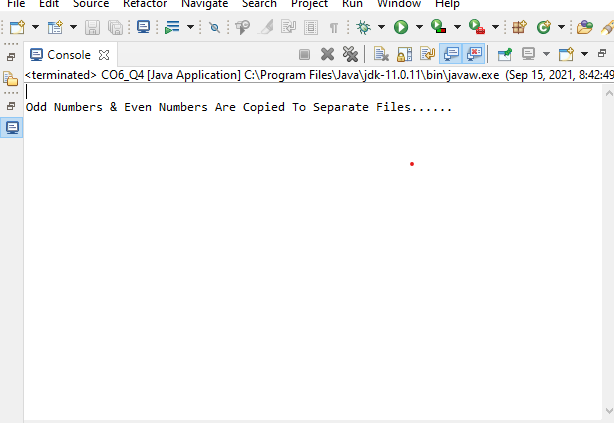 File Edit Source Refactor Navigate Search Project Run Window Help
Console
<terminated> CO6_Q4 [Java Application] C:\Program Files\Java\jdk-11.0.11\bin\javaw.exe (Sep 15, 2021, 8:42:49
Odd Numbers & Even Numbers Are Copied To Separate Files......